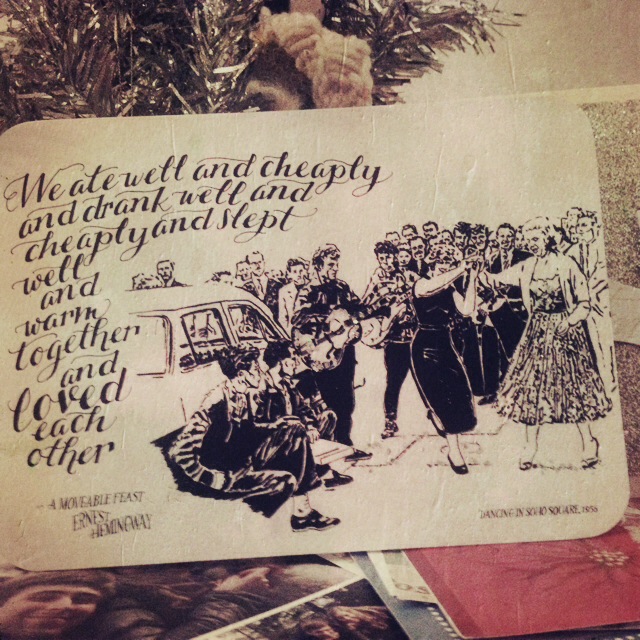 We ate well and cheaply
and drank well and
cheaply and slept
well
and
warm
together
and
loved
each
other
- A MOVEABLE FEAST
ERNEST
HEMINGWAY
DANCING IN SOHO SQUARE, 1956